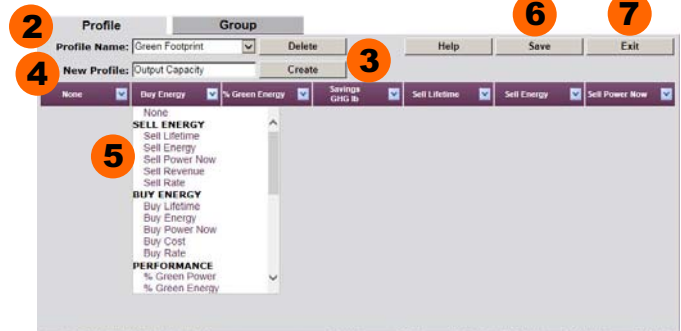 2 Profile Group 6 7
Profile Name: Green Footprint Delete Help Save Exit
4 New Profile: Output Capacity Create 3
None Buy Energy % Green Energy Savings GHG lb Sell Lifetime Sell Energy Sell Power Now
None
SELL ENERGY
Sell Lifetime
5 Sell Energy
Sell Power Now
Sell Revenue
Sell Rate
BUY ENERGY
Buy Lifetime
Buy Energy
Buy Power Now
Buy Cost
Buy Rate
PERFORMANCE
% Green Power
% Green Energy